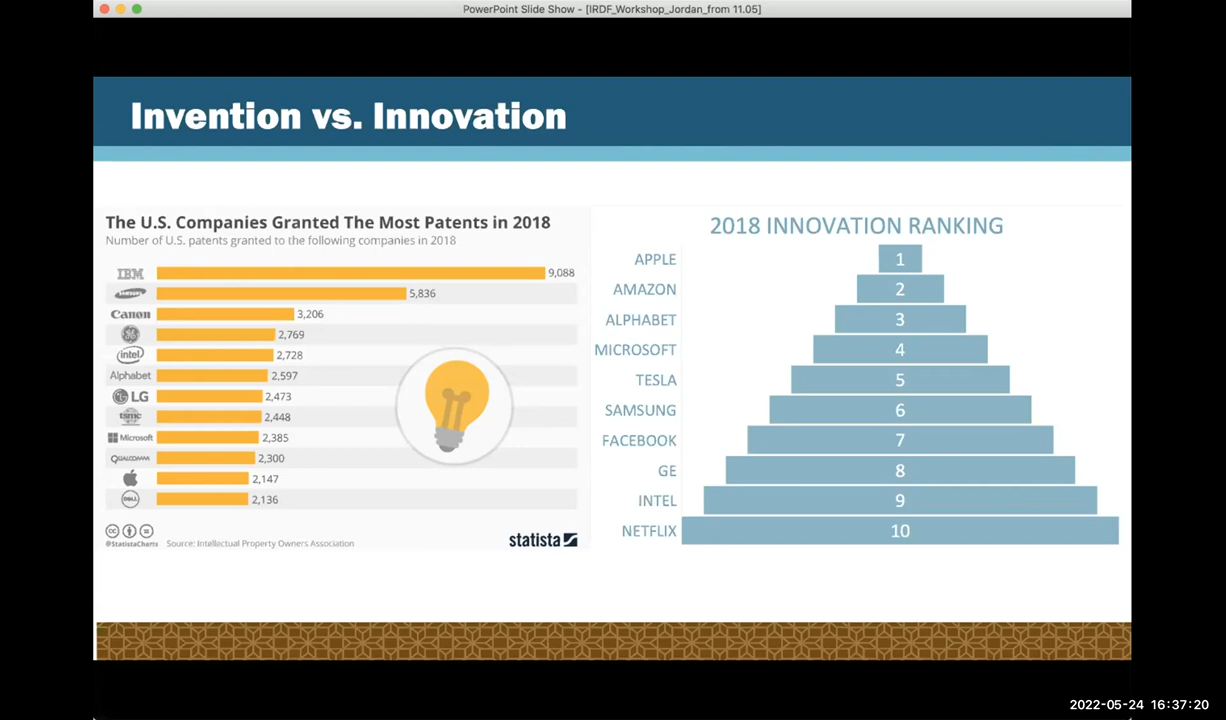 PowerPoint Slide Show - [IRDF_Workshop_Jordan_from 11.05]
Invention vs. Innovation
The U.S. Companies Granted The Most Patents in 2018
Number of U.S. patents granted to the following companies in 2018
IBM 9,088
SAMSUNG 5,836
Canon 3,206
GE 2,769
intel 2,728
Alphabet 2,597
LG 2,473
tsmc 2,448
Microsoft 2,385
QUALCOMM 2,300
2,147
DELL 2,136
cc
@StatistaCharts Source: Intellectual Property Owners Association
statista
2018 INNOVATION RANKING
APPLE 1
AMAZON 2
ALPHABET 3
MICROSOFT 4
TESLA 5
SAMSUNG 6
FACEBOOK 7
GE 8
INTEL 9
NETFLIX 10
2022-05-24 16:37:20